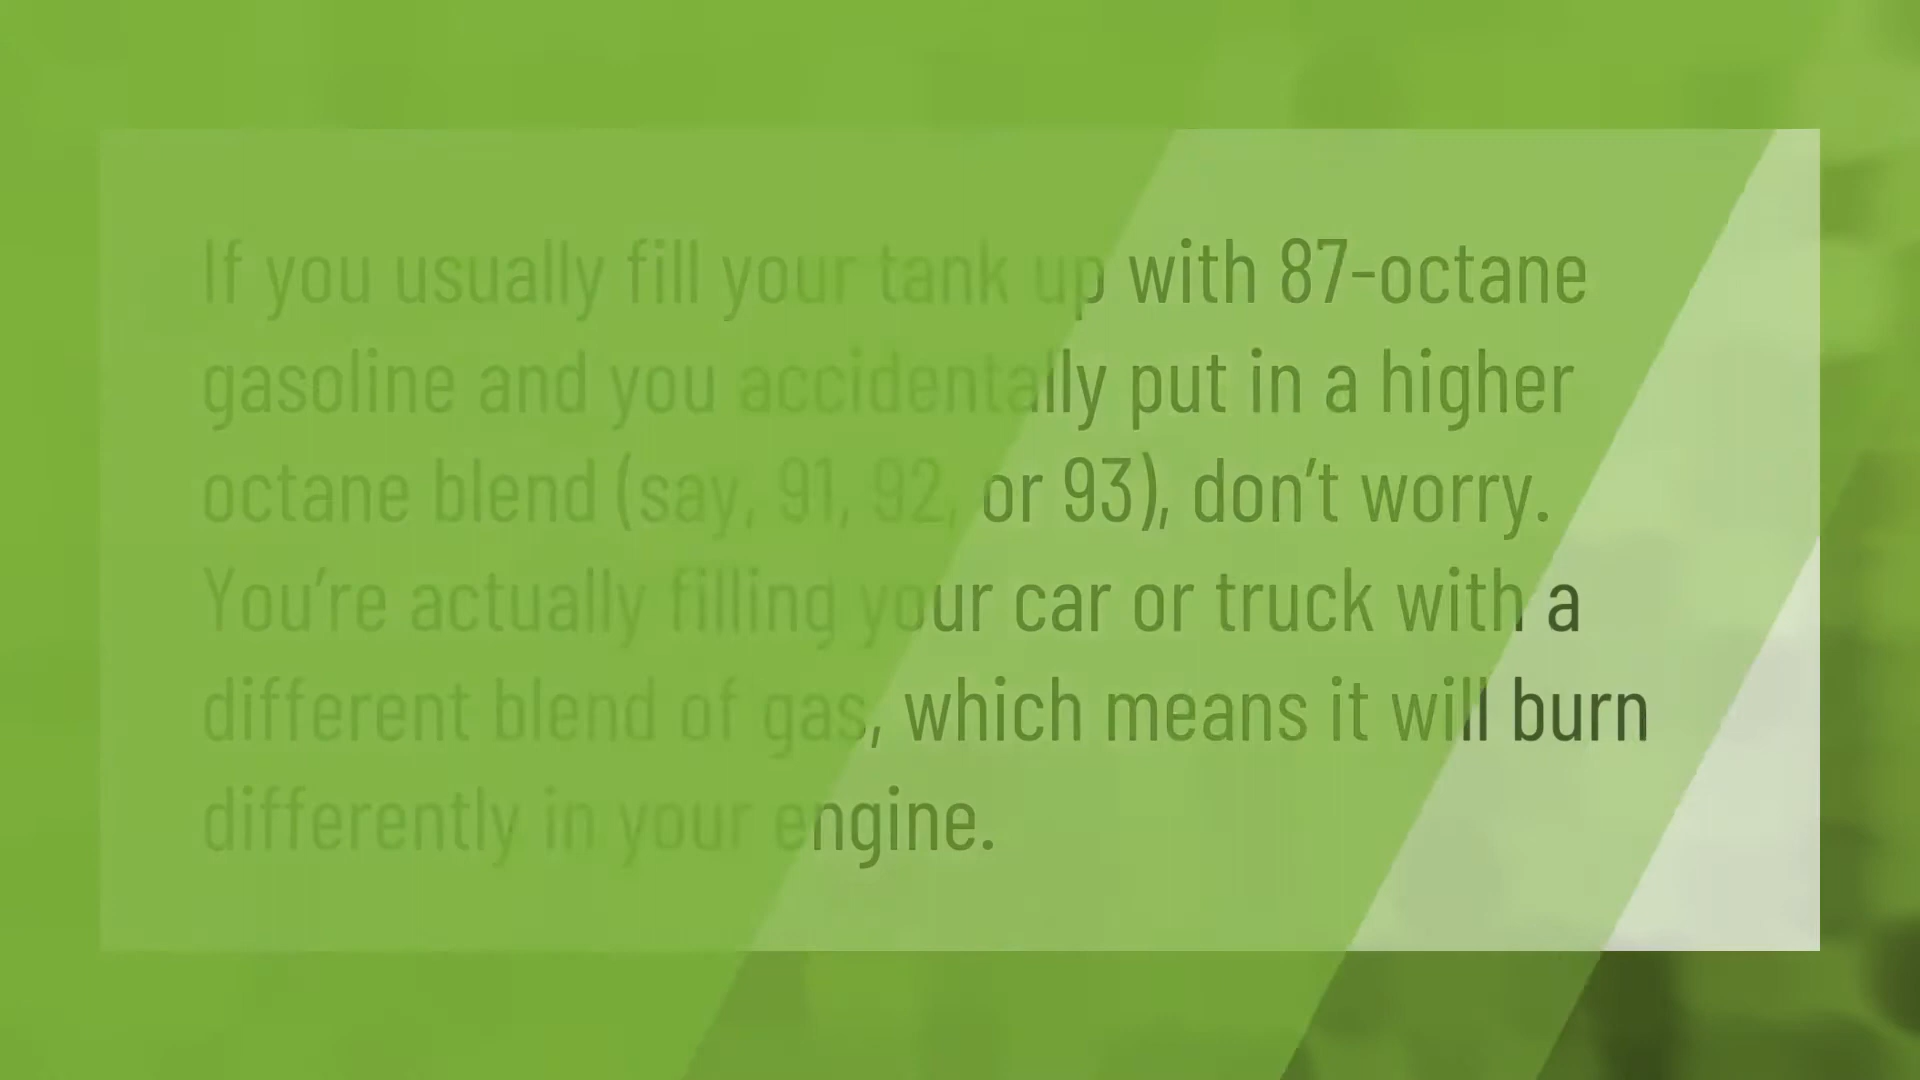 If you usually fill your tank up with 87-octane
gasoline and you accidentally put in a higher
octane blend (say, 91, 92, or 93), don’t worry.
You’re actually filling your car or truck with a
different blend of gas, which means it will burn
differently in your engine.